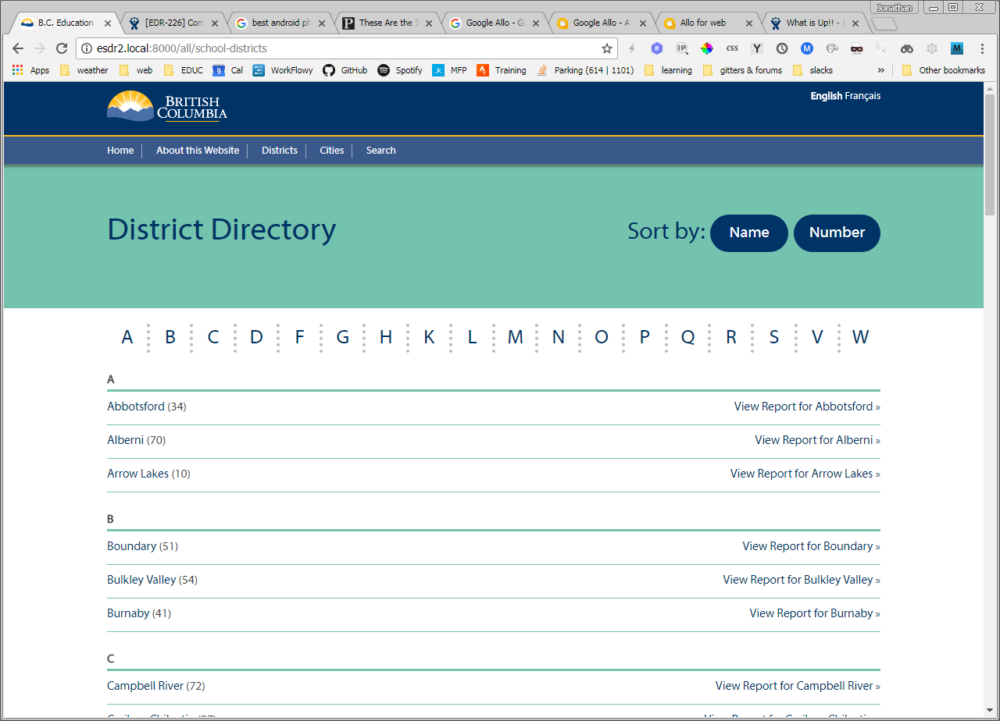 Jonathan
B.C. Education
[EDR-226] Com
best android ph
These Are the
Google Allo - Go
Google Allo - A
Allo for web
What is Up!! -
esdr2.local:8000/all/school-districts
R IP css Y M M
Apps weather web EDUC 9 Cal WorkFlowy GitHub Spotify MFP Training Parking (614 | 1101) learning gitters & forums slacks » Other bookmarks
BRITISH
COLUMBIA
English Français
Home About this Website Districts Cities Search
District Directory Sort by: Name Number
A B C D F G H K L M N O P Q R S V W
A
Abbotsford (34) View Report for Abbotsford »
Alberni (70) View Report for Alberni »
Arrow Lakes (10) View Report for Arrow Lakes »
B
Boundary (51) View Report for Boundary »
Bulkley Valley (54) View Report for Bulkley Valley »
Burnaby (41) View Report for Burnaby »
C
Campbell River (72) View Report for Campbell River »